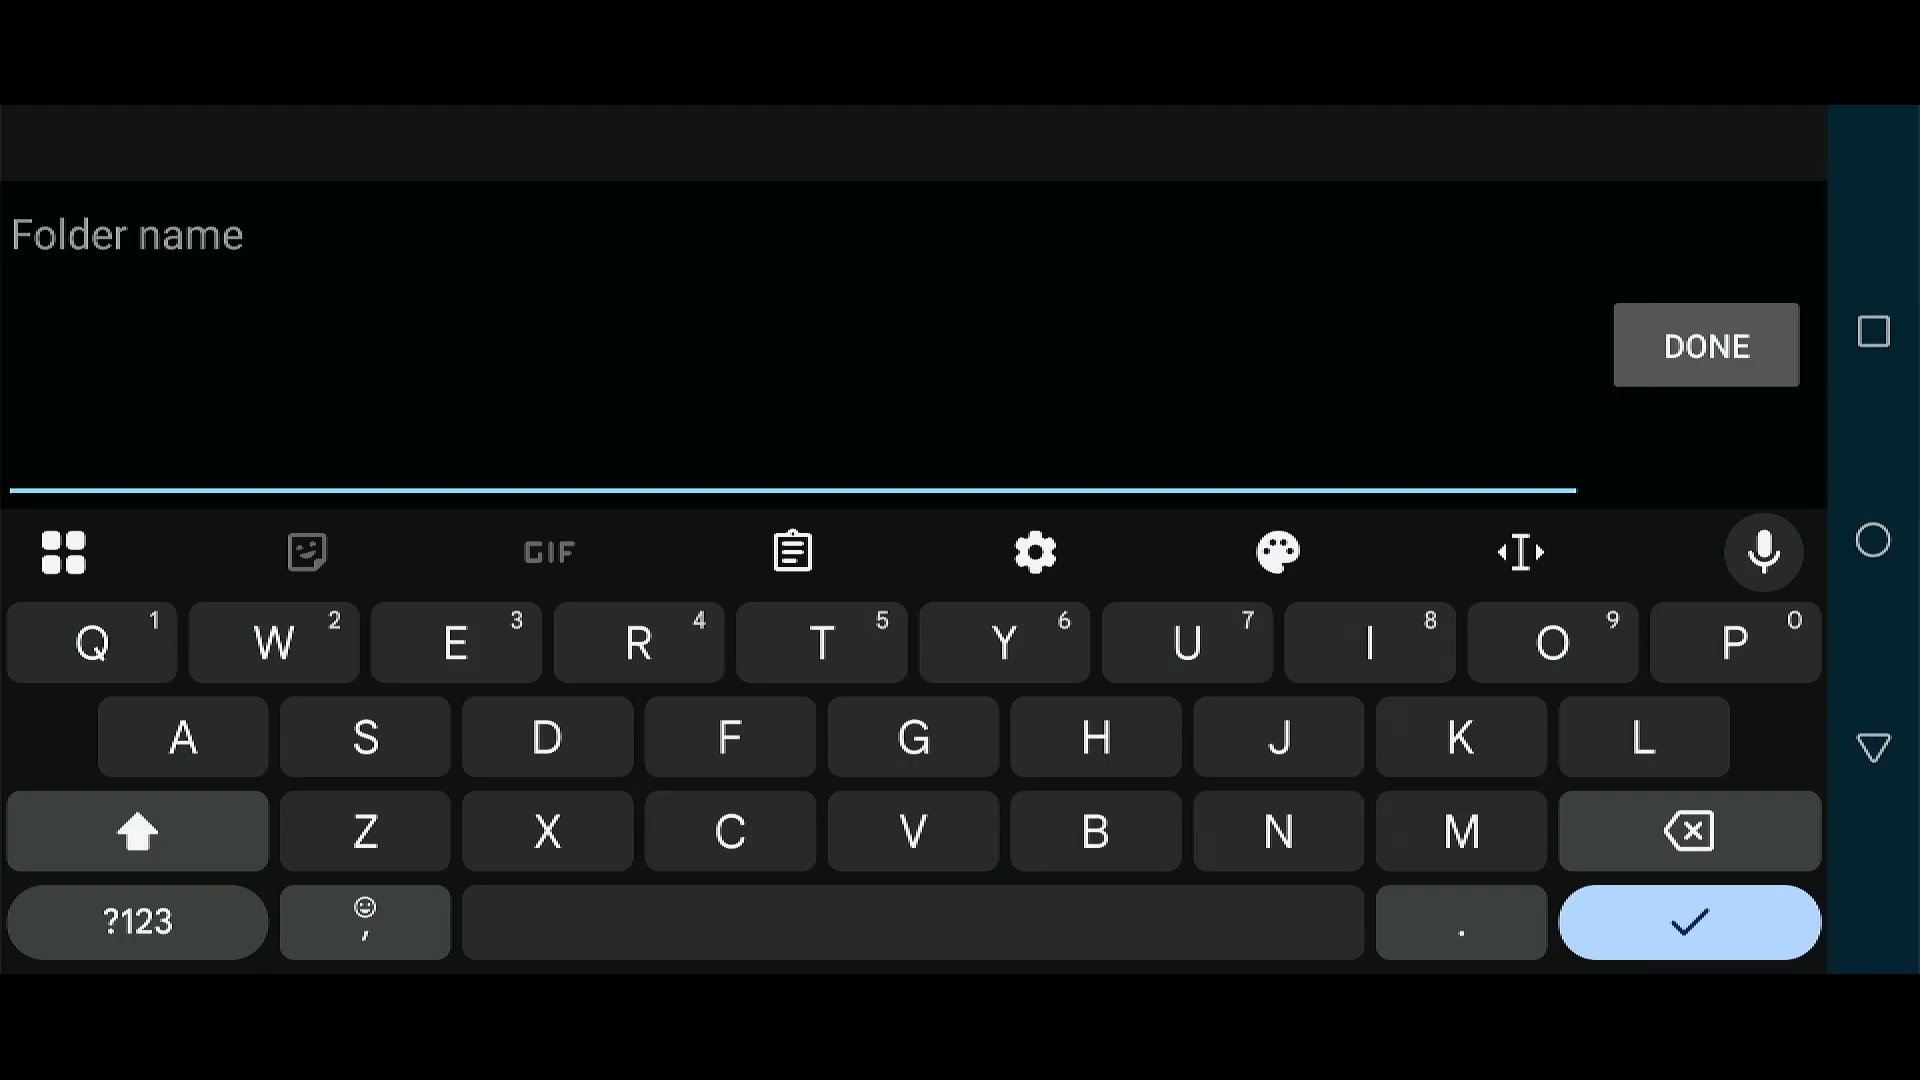 Folder name
DONE
GIF
Q 1 W 2 E 3 R 4 T 5 Y 6 U 7 I 8 O 9 P 0
A S D F G H J K L
Z X C V B N M
?123 , .